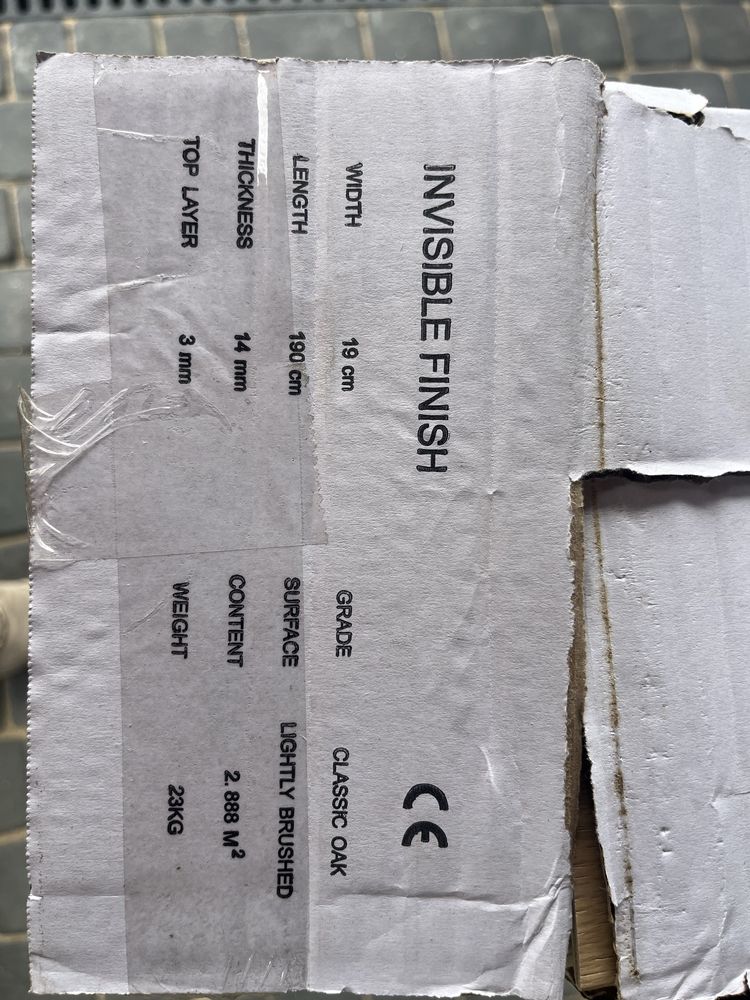 INVISIBLE FINISH CE
WIDTH 19 cm GRADE CLASSIC OAK
LENGTH 190 cm SURFACE LIGHTLY BRUSHED
THICKNESS 14 mm CONTENT 2.888 M²
TOP LAYER 3 mm WEIGHT 23KG